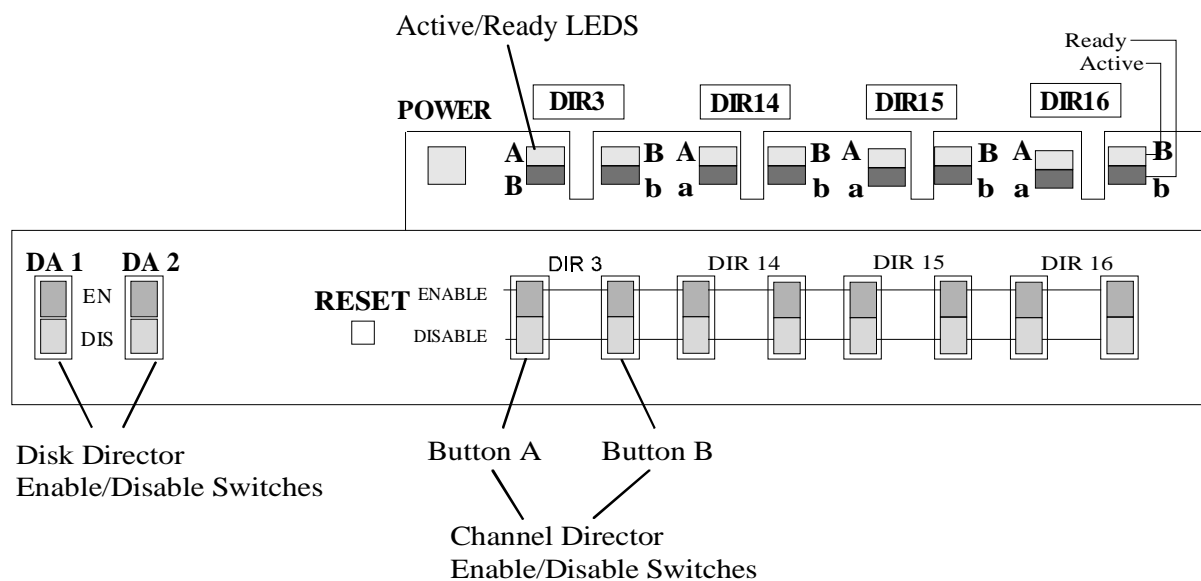 Active/Ready LEDS
Ready
Active
POWER
DIR3 DIR14 DIR15 DIR16
A B A B A B A B
B b a b a b a b
DA 1 DA 2
DIR 3 DIR 14 DIR 15 DIR 16
EN
RESET
ENABLE
DIS
DISABLE
Disk Director
Enable/Disable Switches
Button A Button B
Channel Director
Enable/Disable Switches